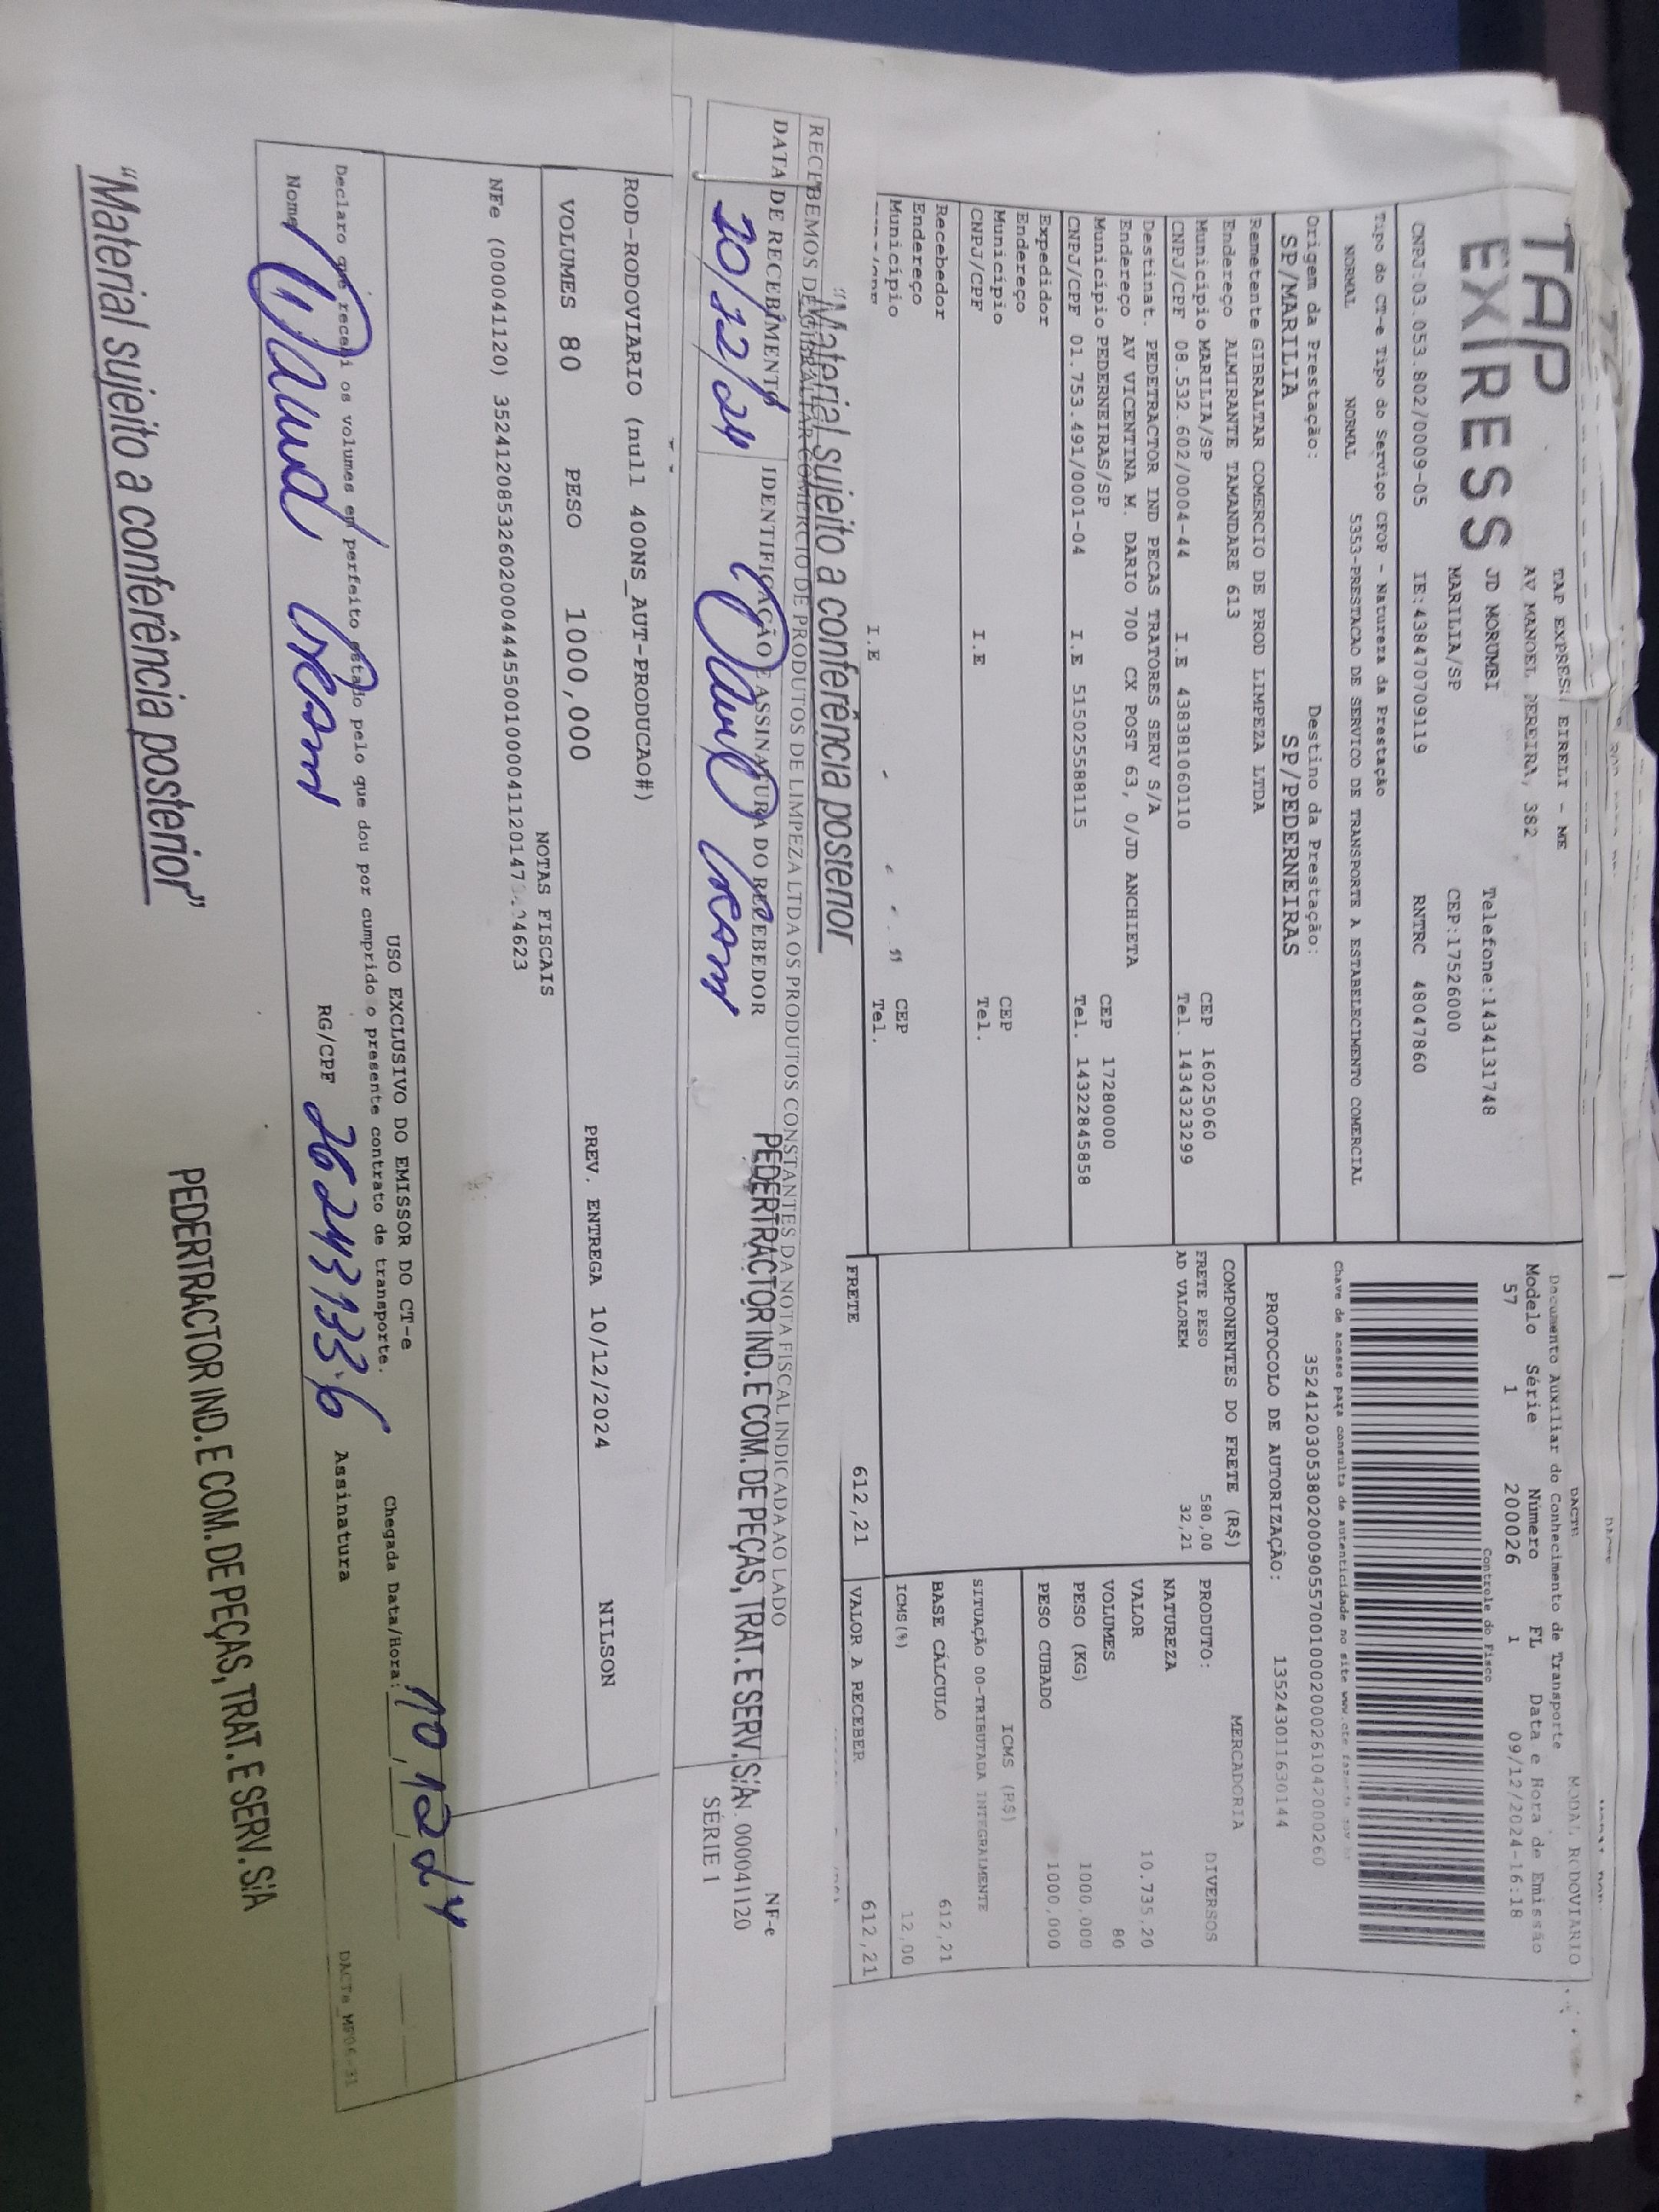 TAP
EXPRESS
TAP EXPRESS EIRELI - ME
AV MANOEL PEREIRA, 382
JD MORUMBI
Telefone:1434131748
MARILIA/SP
CEP:17526000
CNPJ:03.053.802/0009-05
IE:438470709119
RNTRC 48047860
Tipo do CT-e Tipo do Serviço CFOP - Natureza da Prestação
NORMAL NORMAL 5353-PRESTACAO DE SERVICO DE TRANSPORTE A ESTABELECIMENTO COMERCIAL
Origem da Prestação: Destino da Prestação:
SP/MARILIA SP/PEDERNEIRAS
Remetente GIBRALTAR COMERCIO DE PROD LIMPEZA LTDA
Endereço ALMIRANTE TAMANDARE 613
Município MARILIA/SP CEP 16025060
CNPJ/CPF 08.532.602/0004-44 I.E 438381060110 Tel. 1434323299
Destinat. PEDETRACTOR IND PECAS TRATORES SERV S/A
Endereço AV VICENTINA M. DARIO 700 CX POST 63, 0/JD ANCHIETA
Município PEDERNEIRAS/SP CEP 17280000
CNPJ/CPF 01.753.491/0001-04 I.E 515025588115 Tel. 1432284585​8
Expedidor
Endereço
Município CEP
CNPJ/CPF I.E Tel.
Recebedor
Endereço
Município CEP
I.E Tel.
DACTE
MODAL RODOVIARIO
Documento Auxiliar do Conhecimento de Transporte
Modelo Série Número FL Data e Hora de Emissão
57 1 200026 1 09/12/2024-16:18
Controle do Fisco
Chave de acesso para consulta de autenticidade no site www.cte.fazenda.gov.br
35241203053802000905570010002000261042000260
PROTOCOLO DE AUTORIZAÇÃO: 135243011630144
COMPONENTES DO FRETE (R$)
FRETE PESO 580,00
AD VALOREM 32,21
MERCADORIA
PRODUTO: DIVERSOS
NATUREZA
VALOR 10.735,20
VOLUMES 80
PESO (KG) 1000,000
PESO CUBADO 1000,000
ICMS (R$)
SITUAÇÃO 00-TRIBUTADA INTEGRALMENTE
BASE CÁLCULO 612,21
ICMS(%) 12,00
FRETE 612,21
VALOR A RECEBER 612,21
"Material sujeito a conferência posterior
RECEBEMOS DE GIBRALTAR COMERCIO DE PRODUTOS DE LIMPEZA LTDA OS PRODUTOS CONSTANTES DA NOTA FISCAL INDICADA AO LADO
DATA DE RECEBIMENTO IDENTIFICAÇÃO E ASSINATURA DO RECEBEDOR
10/12/24
PEDERTRACTOR IND. E COM. DE PEÇAS, TRAT. E SERV. S/A
NF-e
N. 000041120
SÉRIE 1
ROD-RODOVIARIO (null 400NS_AUT-PRODUCAO#)
VOLUMES 80 PESO 1000,000 PREV. ENTREGA 10/12/2024 NILSON
NOTAS FISCAIS
NFe (000041120) 4623
USO EXCLUSIVO DO EMISSOR DO CT-e
Declaro que recebi os volumes em perfeito estado pelo que dou por cumprido o presente contrato de transporte.
Chegada Data/Hora: 10 12 24
Nome RG/CPF 26243133-6 Assinatura
"Material sujeito a conferência posterior"
PEDERTRACTOR IND. E COM. DE PEÇAS, TRAT. E SERV. S/A